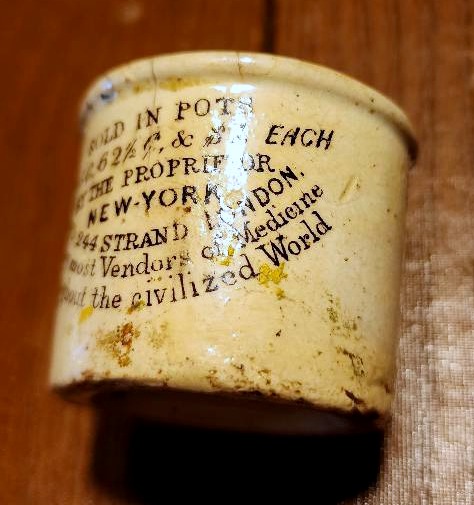 SOLD IN POTS
62½ C, & $ EACH
BY THE PROPRIETOR
NEW-YORK
244 STRAND LONDON.
most Vendors of Medicine
the civilized World